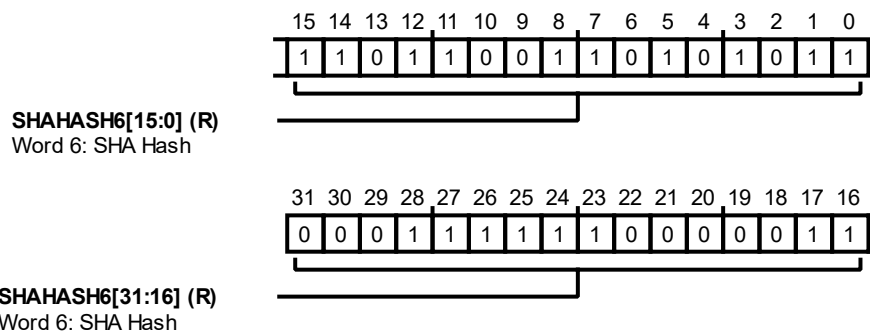 15 14 13 12 11 10 9 8 7 6 5 4 3 2 1 0
1 1 0 1 1 0 0 1 1 0 1 0 1 0 1 1
SHAHASH6[15:0] (R)
Word 6: SHA Hash
31 30 29 28 27 26 25 24 23 22 21 20 19 18 17 16
0 0 0 1 1 1 1 1 1 0 0 0 0 0 1 1
SHAHASH6[31:16] (R)
Word 6: SHA Hash